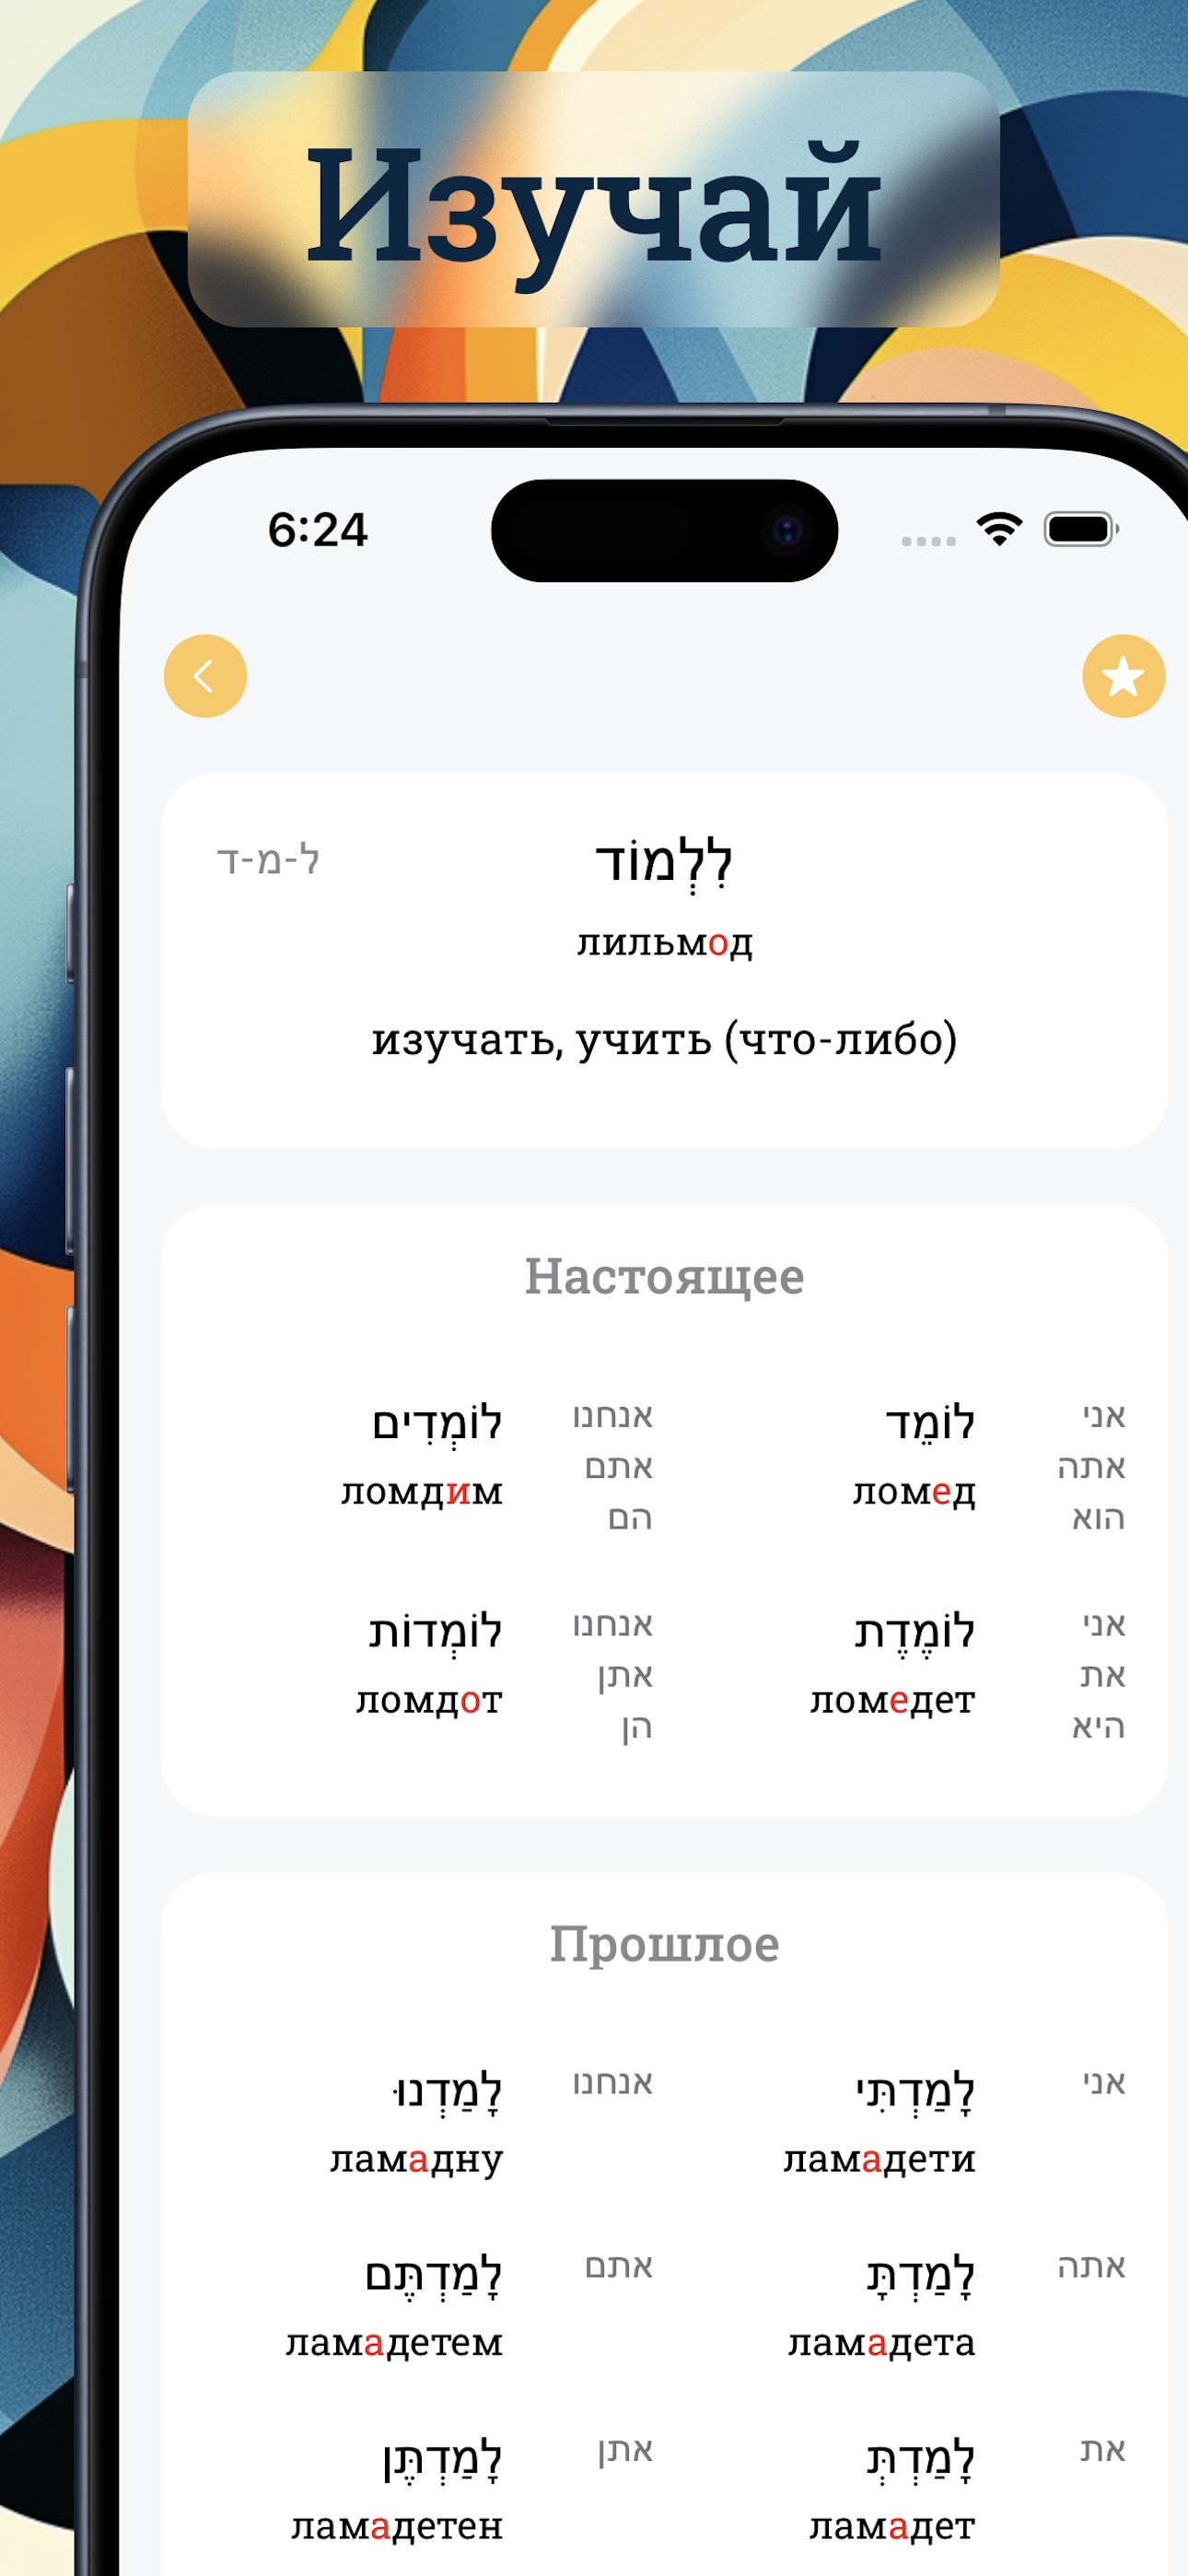 Изучай
6:24
לִלְמוֹד
ל-מ-ד
лильмод
изучать, учить (что-либо)
Настоящее
אני
אתה
הוא
לוֹמֵד
ломед
אנחנו
אתם
הם
לוֹמְדִים
ломдим
אני
את
היא
לוֹמֶדֶת
ломедет
אנחנו
אתן
הן
לוֹמְדוֹת
ломдот
Прошлое
אני
לָמַדְתִּי
ламадети
אנחנו
לָמַדְנוּ
ламадну
אתה
לָמַדְתָּ
ламадета
אתם
לָמַדְתֶּם
ламадетем
את
לָמַדְתְּ
ламадет
אתן
לָמַדְתֶּן
ламадетен